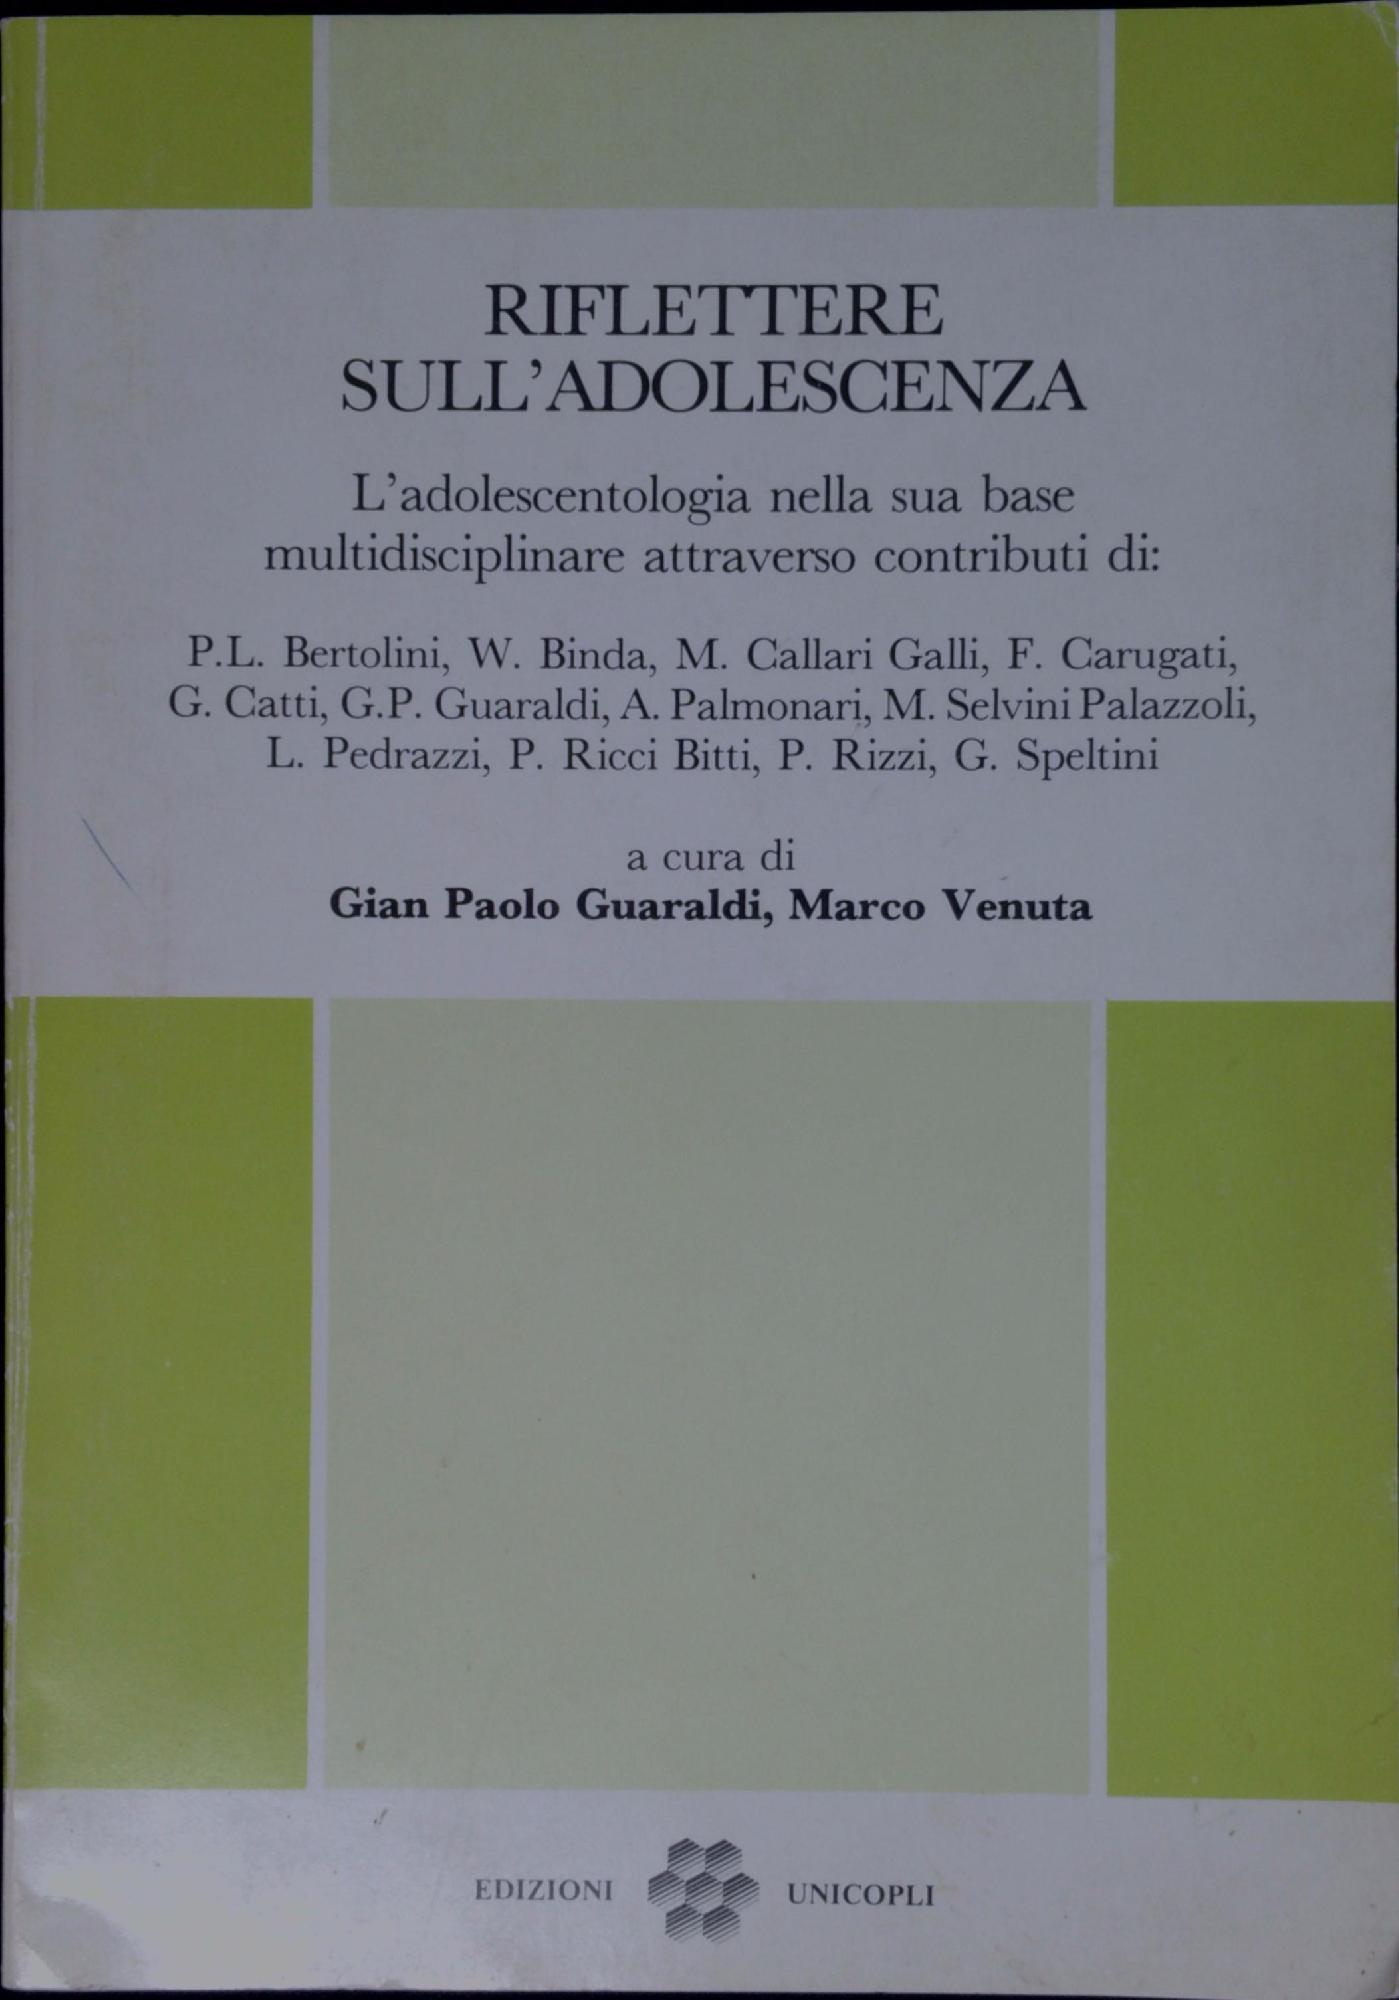 RIFLETTERE
SULL'ADOLESCENZA
L'adolescentologia nella sua base
multidisciplinare attraverso contributi di:
P.L. Bertolini, W. Binda, M. Callari Galli, F. Carugati,
G. Catti, G.P. Guaraldi, A. Palmonari, M. Selvini Palazzoli,
L. Pedrazzi, P. Ricci Bitti, P. Rizzi, G. Speltini
a cura di
Gian Paolo Guaraldi, Marco Venuta
EDIZIONI UNICOPLI